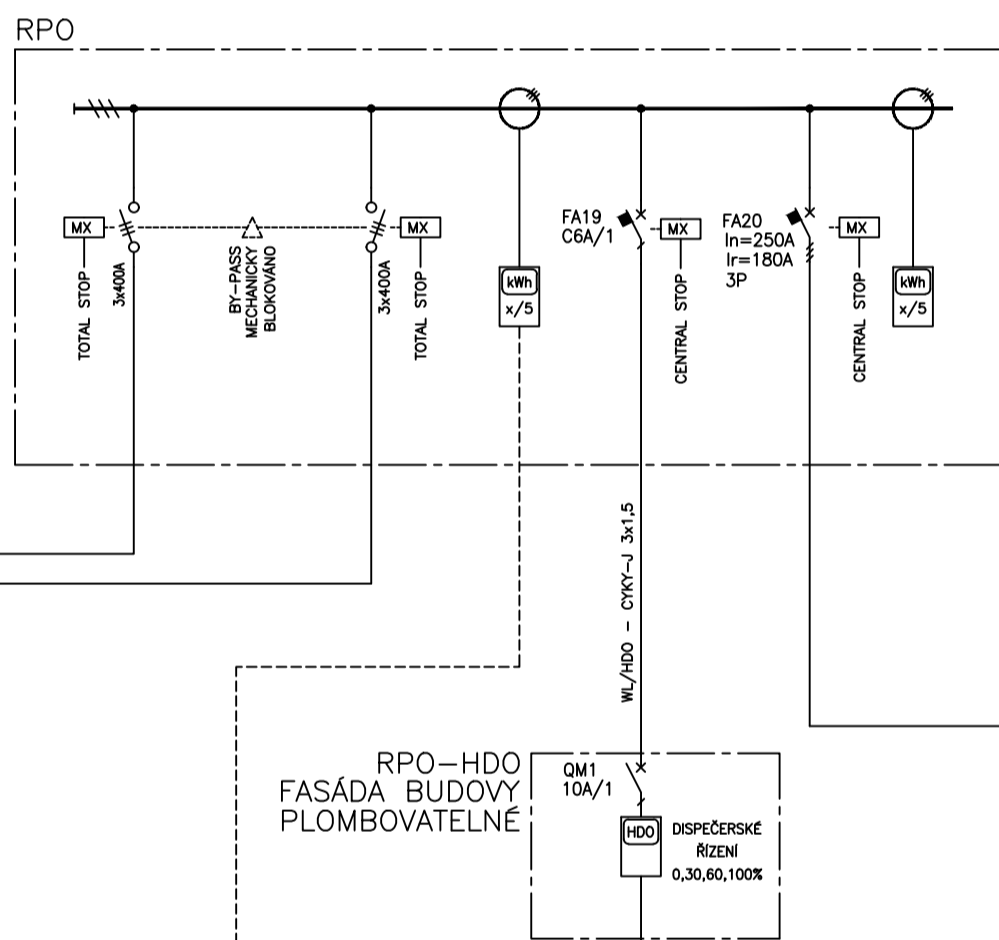 RPO
MX
TOTAL STOP
3x400A
BY-PASS
MECHANICKY
BLOKOVÁNO
3x400A
MX
TOTAL STOP
kWh
x/5
FA19
C6A/1
MX
CENTRAL STOP
FA20
In=250A
Ir=180A
3P
MX
CENTRAL STOP
kWh
x/5
WL/HDO - CYKY-J 3x1,5
RPO-HDO
FASÁDA BUDOVY
PLOMBOVATELNÉ
QM1
10A/1
HDO
DISPEČERSKÉ
ŘÍZENÍ
0,30,60,100%